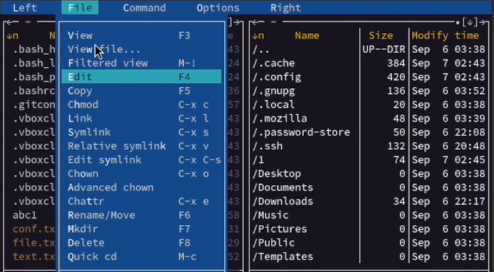 Left File Command Options Right
~ ~ .[↓]>
↓n ↓n Name Size Modify time
View F3
View file...
Filtered view M-!
Edit F4
Copy F5
Chmod C-x c
Link C-x l
Symlink C-x s
Relative symlink C-x v
Edit symlink C-x C-s
Chown C-x o
Advanced chown
Chattr C-x e
Rename/Move F6
Mkdir F7
Delete F8
Quick cd M-c
.bash_h
.bash_l
.bash_p
.bashrc
.gitcon
.vboxcl
.vboxcl
.vboxcl
.vboxcl
.vboxcl
.vboxcl
abc1
conf.tx
file.tx
text.tx
/.. UP--DIR Sep 6 03:38
/.cache 384 Sep 7 02:44
/.config 420 Sep 7 02:43
/.gnupg 136 Sep 6 03:52
/.local 20 Sep 6 03:38
/.mozilla 48 Sep 6 03:39
/.password-store 50 Sep 6 22:08
/.ssh 132 Sep 6 20:48
/1 74 Sep 7 02:45
/Desktop 0 Sep 6 03:38
/Documents 0 Sep 6 03:38
/Downloads 34 Sep 6 22:17
/Music 0 Sep 6 03:38
/Pictures 0 Sep 6 03:38
/Public 0 Sep 6 03:38
/Templates 0 Sep 6 03:38